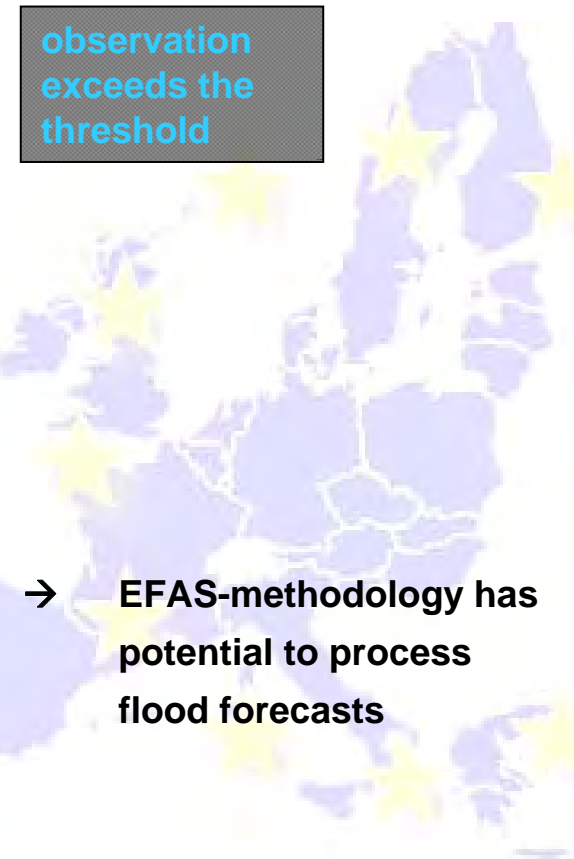 observation
exceeds the
threshold
→ EFAS-methodology has
potential to process
flood forecasts